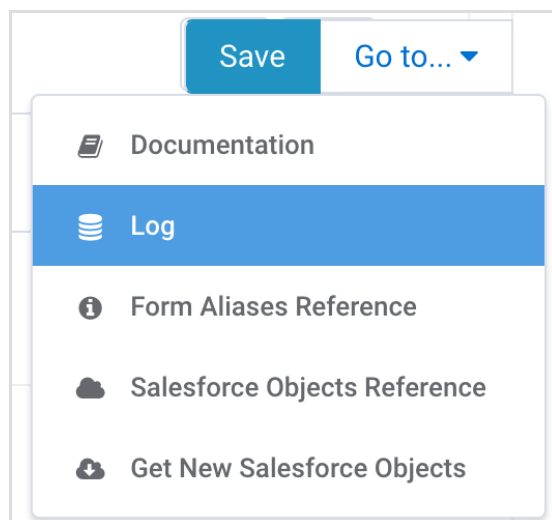 Save Go to...
Documentation
Log
Form Aliases Reference
Salesforce Objects Reference
Get New Salesforce Objects